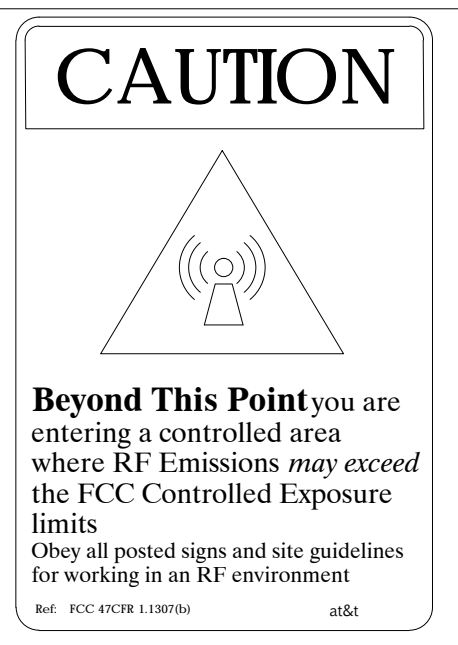 CAUTION
Beyond This Point you are
entering a controlled area
where RF Emissions may exceed
the FCC Controlled Exposure
limits
Obey all posted signs and site guidelines
for working in an RF environment
Ref: FCC 47CFR 1.1307(b) at&t